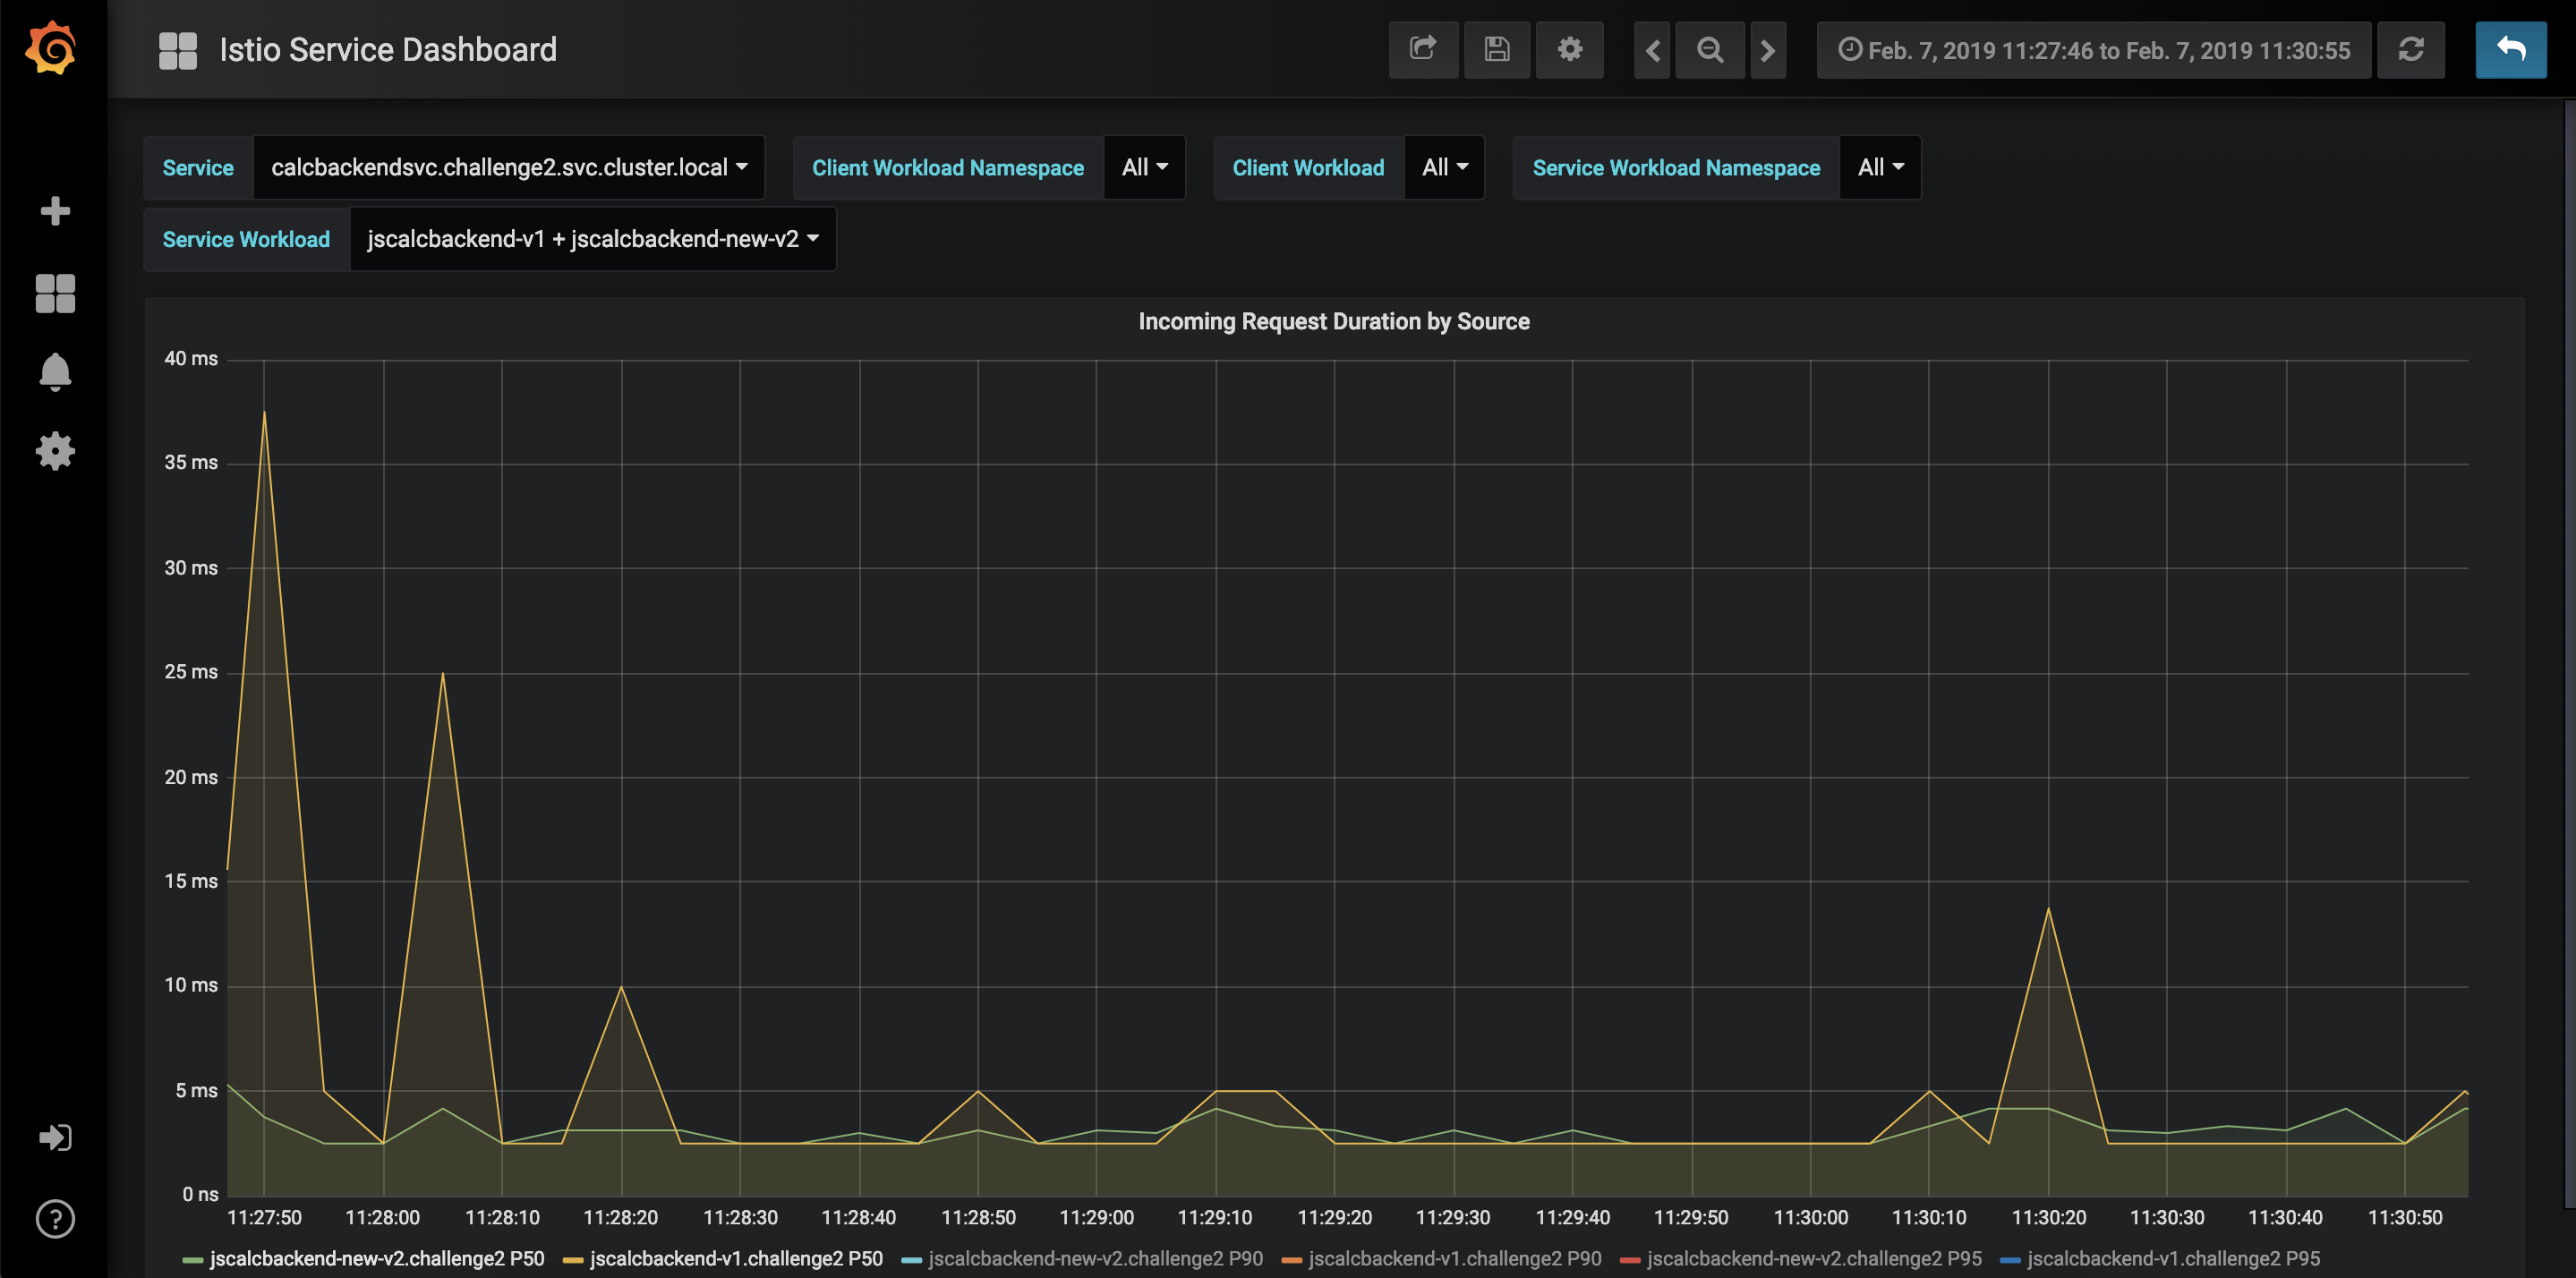 Istio Service Dashboard
Feb. 7, 2019 11:27:46 to Feb. 7, 2019 11:30:55
Service calcbackendsvc.challenge2.svc.cluster.local Client Workload Namespace All Client Workload All Service Workload Namespace All
Service Workload jscalcbackend-v1 + jscalcbackend-new-v2
Incoming Request Duration by Source
40 ms
35 ms
30 ms
25 ms
20 ms
15 ms
10 ms
5 ms
0 ns
11:27:50 11:28:00 11:28:10 11:28:20 11:28:30 11:28:40 11:28:50 11:29:00 11:29:10 11:29:20 11:29:30 11:29:40 11:29:50 11:30:00 11:30:10 11:30:20 11:30:30 11:30:40 11:30:50
jscalcbackend-new-v2.challenge2 P50 jscalcbackend-v1.challenge2 P50 jscalcbackend-new-v2.challenge2 P90 jscalcbackend-v1.challenge2 P90 jscalcbackend-new-v2.challenge2 P95 jscalcbackend-v1.challenge2 P95